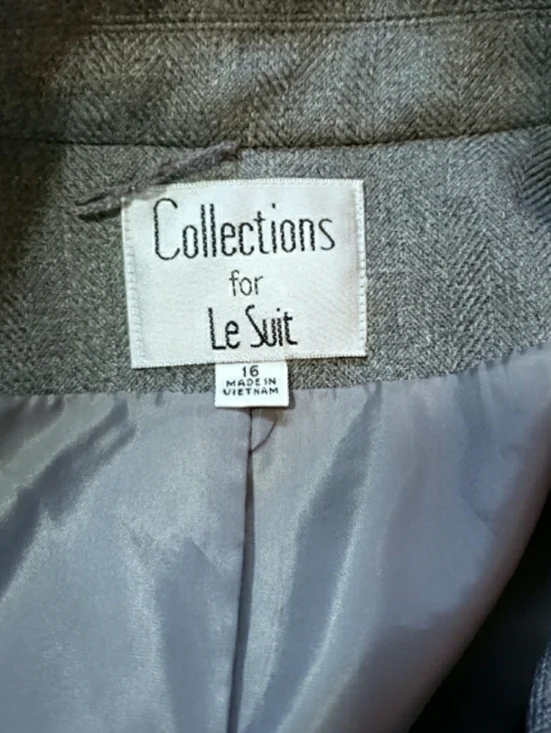 Collections
for
Le Suit
16
MADE IN
VIETNAM